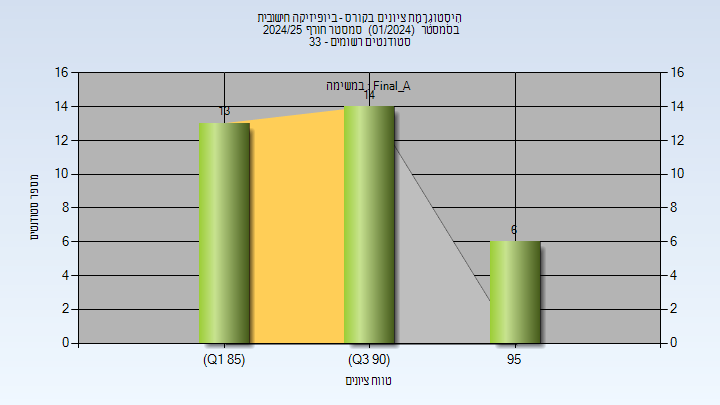 היסטוגרמת ציונים בקורס - ביופיזיקה חישובית
בסמסטר (01/2024) סמסטר חורף 2024/25
סטודנטים רשומים - 33
במשימה : Final_A
16 16
14 14
12 12
10 10
8 8
6 6
4 4
2 2
0 0
13
14
6
מספר סטודנטים
(Q1 85) (Q3 90) 95
טווח ציונים